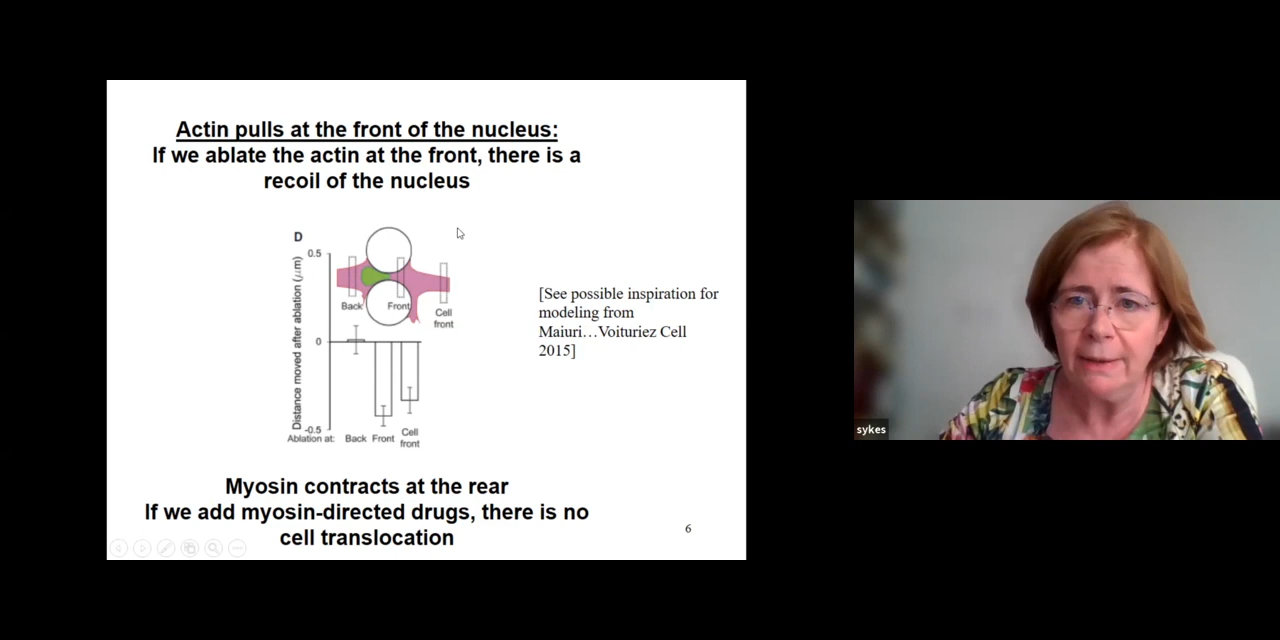 Actin pulls at the front of the nucleus:
If we ablate the actin at the front, there is a
recoil of the nucleus
D
Distance moved after ablation (μm)
0.5
0
-0.5
Back
Front
Cell
front
Ablation at: Back Front Cell
front
[See possible inspiration for
modeling from
Maiuri…Voituriez Cell
2015]
Myosin contracts at the rear
If we add myosin-directed drugs, there is no
cell translocation
6
sykes